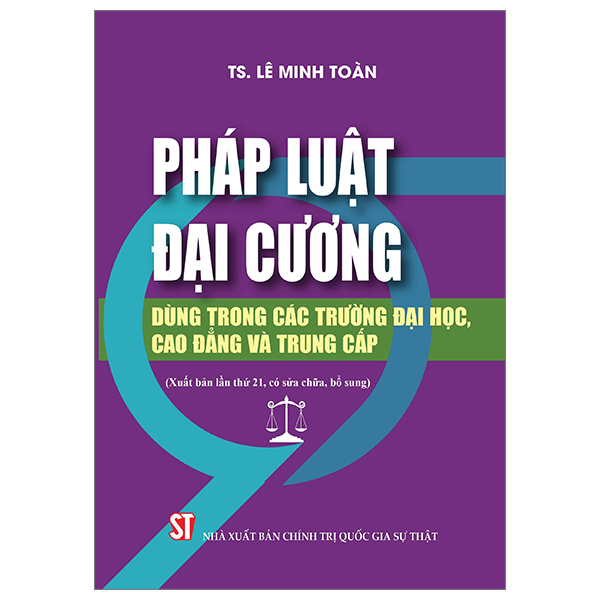 TS. LÊ MINH TOÀN
PHÁP LUẬT
ĐẠI CƯƠNG
DÙNG TRONG CÁC TRƯỜNG ĐẠI HỌC,
CAO ĐẲNG VÀ TRUNG CẤP
(Xuất bản lần thứ 21, có sửa chữa, bổ sung)
ST
NHÀ XUẤT BẢN CHÍNH TRỊ QUỐC GIA SỰ THẬT